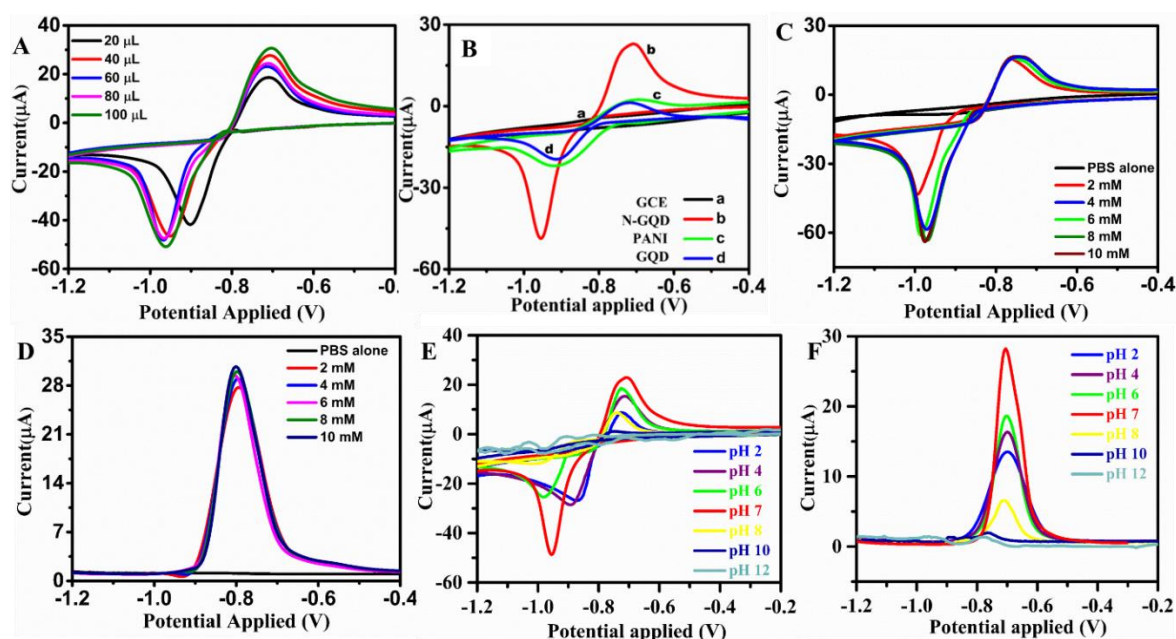 A
20 μL
40 μL
60 μL
80 μL
100 μL
40
20
0
-20
-40
-60
Current(μA)
-1.2 -1.0 -0.8 -0.6 -0.4 -0.
Potential Applied (V)
B
b
c
a
d
GCE a
N-GQD b
PANI c
GQD d
30
0
-30
-60
Current(μA)
-1.2 -1.0 -0.8 -0.6 -0.4
Potential Applied (V)
C
PBS alone
2 mM
4 mM
6 mM
8 mM
10 mM
30
0
-30
-60
-90
Current(μA)
-1.2 -1.0 -0.8 -0.6 -0.4
Potential Applied (V)
D
PBS alone
2 mM
4 mM
6 mM
8 mM
10 mM
35
28
21
14
7
0
Current(μA)
-1.2 -1.0 -0.8 -0.6 -0.4
Potential Applied (V)
E
pH 2
pH 4
pH 6
pH 7
pH 8
pH 10
pH 12
40
20
0
-20
-40
-60
Current(μA)
-1.2 -1.0 -0.8 -0.6 -0.4 -0.2
Potential applied (V)
F
pH 2
pH 4
pH 6
pH 7
pH 8
pH 10
pH 12
30
25
20
15
10
5
0
-5
Current(μA)
-1.2 -1.0 -0.8 -0.6 -0.4 -0.2
Potential applied (V)